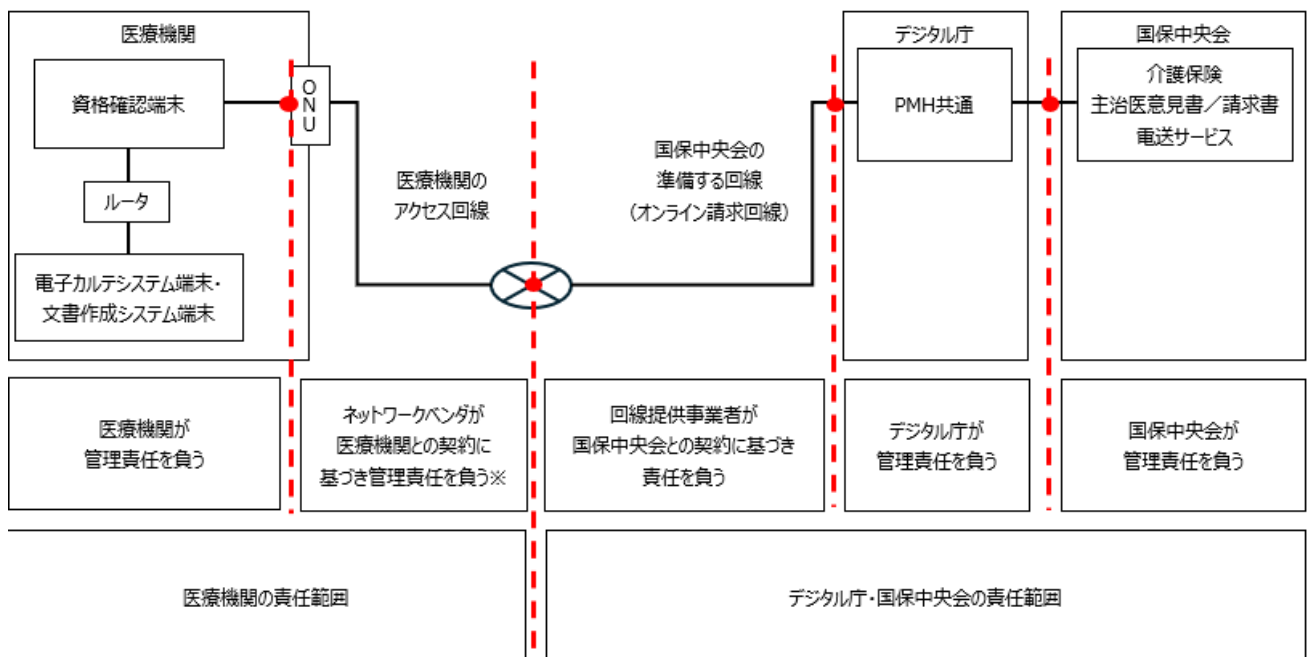 医療機関
資格確認端末
ルータ
電子カルテシステム端末・
文書作成システム端末
ONU
医療機関の
アクセス回線
国保中央会の
準備する回線
（オンライン請求回線）
デジタル庁
PMH共通
国保中央会
介護保険
主治医意見書／請求書
電送サービス
医療機関が
管理責任を負う
ネットワークベンダが
医療機関との契約に
基づき管理責任を負う※
回線提供事業者が
国保中央会との契約に基づき
責任を負う
デジタル庁が
管理責任を負う
国保中央会が
管理責任を負う
医療機関の責任範囲
デジタル庁・国保中央会の責任範囲